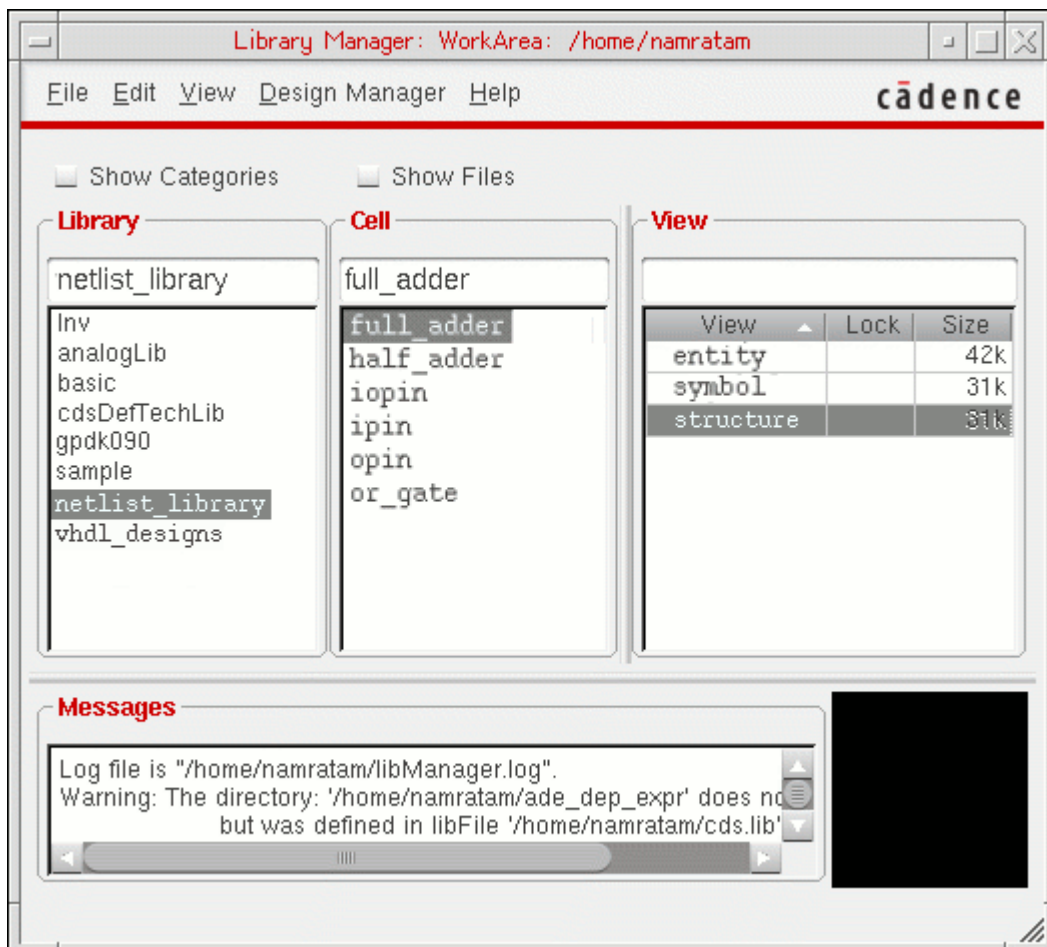 Library Manager: WorkArea: /home/namratam
File Edit View Design Manager Help
cādence
Show Categories Show Files
Library Cell View
netlist_library full_adder
Inv
analogLib
basic
cdsDefTechLib
gpdk090
sample
netlist_library
vhdl_designs
full_adder
half_adder
iopin
ipin
opin
or_gate
View Lock Size
entity 42k
symbol 31k
structure 31k
Messages
Log file is "/home/namratam/libManager.log".
Warning: The directory: '/home/namratam/ade_dep_expr' does no
but was defined in libFile '/home/namratam/cds.lib'